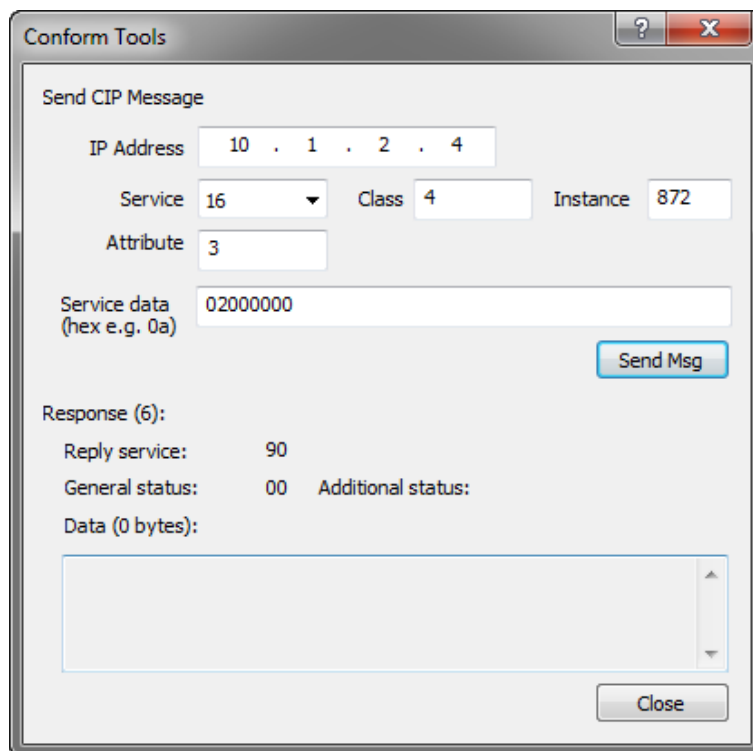 Conform Tools
Send CIP Message
IP Address 10 . 1 . 2 . 4
Service 16 Class 4 Instance 872
Attribute 3
Service data 02000000
(hex e.g. 0a)
Send Msg
Response (6):
Reply service: 90
General status: 00 Additional status:
Data (0 bytes):
Close